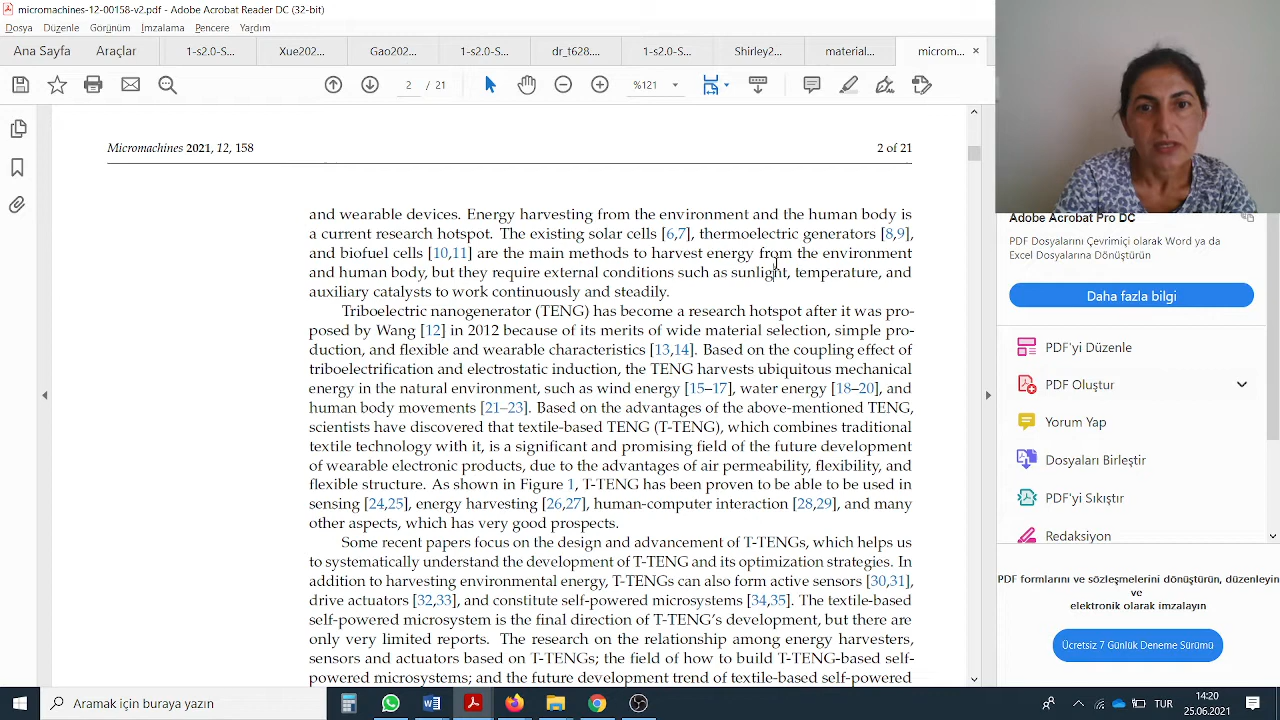 micromachines-12-00158-v2.pdf - Adobe Acrobat Reader DC (32-bit)
Dosya Düzenle Görünüm İmzalama Pencere Yardım
Ana Sayfa Araçlar 1-s2.0-S... Xue202... Gao202... 1-s2.0-S... dr_t628... 1-s2.0-S... Shirley2... material... microm... ×
2 / 21 %121
Micromachines 2021, 12, 158 2 of 21
and wearable devices. Energy harvesting from the environment and the human body is
a current research hotspot. The existing solar cells [6,7], thermoelectric generators [8,9],
and biofuel cells [10,11] are the main methods to harvest energy from the environment
and human body, but they require external conditions such as sunlight, temperature, and
auxiliary catalysts to work continuously and steadily.
Triboelectric nanogenerator (TENG) has become a research hotspot after it was pro-
posed by Wang [12] in 2012 because of its merits of wide material selection, simple pro-
duction, and flexible and wearable characteristics [13,14]. Based on the coupling effect of
triboelectrification and electrostatic induction, the TENG harvests ubiquitous mechanical
energy in the natural environment, such as wind energy [15–17], water energy [18–20], and
human body movements [21–23]. Based on the advantages of the above-mentioned TENG,
scientists have discovered that textile-based TENG (T-TENG), which combines traditional
textile technology with it, is a significant and promising field of the future development
of wearable electronic products, due to the advantages of air permeability, flexibility, and
flexible structure. As shown in Figure 1, T-TENG has been proven to be able to be used in
sensing [24,25], energy harvesting [26,27], human-computer interaction [28,29], and many
other aspects, which has very good prospects.
Some recent papers focus on the design and advancement of T-TENGs, which helps us
to systematically understand the development of T-TENG and its optimization strategies. In
addition to harvesting environmental energy, T-TENGs can also form active sensors [30,31],
drive actuators [32,33], and constitute self-powered microsystems [34,35]. The textile-based
self-powered microsystem is the final direction of T-TENG's development, but there are
only very limited reports. The research on the relationship among energy harvesters,
sensors and actuators based on T-TENGs; the field of how to build T-TENG-based self-
powered microsystems; and the future development trend of textile-based self-powered
Adobe Acrobat Pro DC
PDF Dosyalarını Çevrimiçi olarak Word ya da
Excel Dosyalarına Dönüştürün
Daha fazla bilgi
PDF'yi Düzenle
PDF Oluştur
Yorum Yap
Dosyaları Birleştir
PDF'yi Sıkıştır
Redaksiyon
PDF formlarını ve sözleşmelerini dönüştürün, düzenleyin
ve
elektronik olarak imzalayın
Ücretsiz 7 Günlük Deneme Sürümü
Aramak için buraya yazın
TUR
14:20
25.06.2021